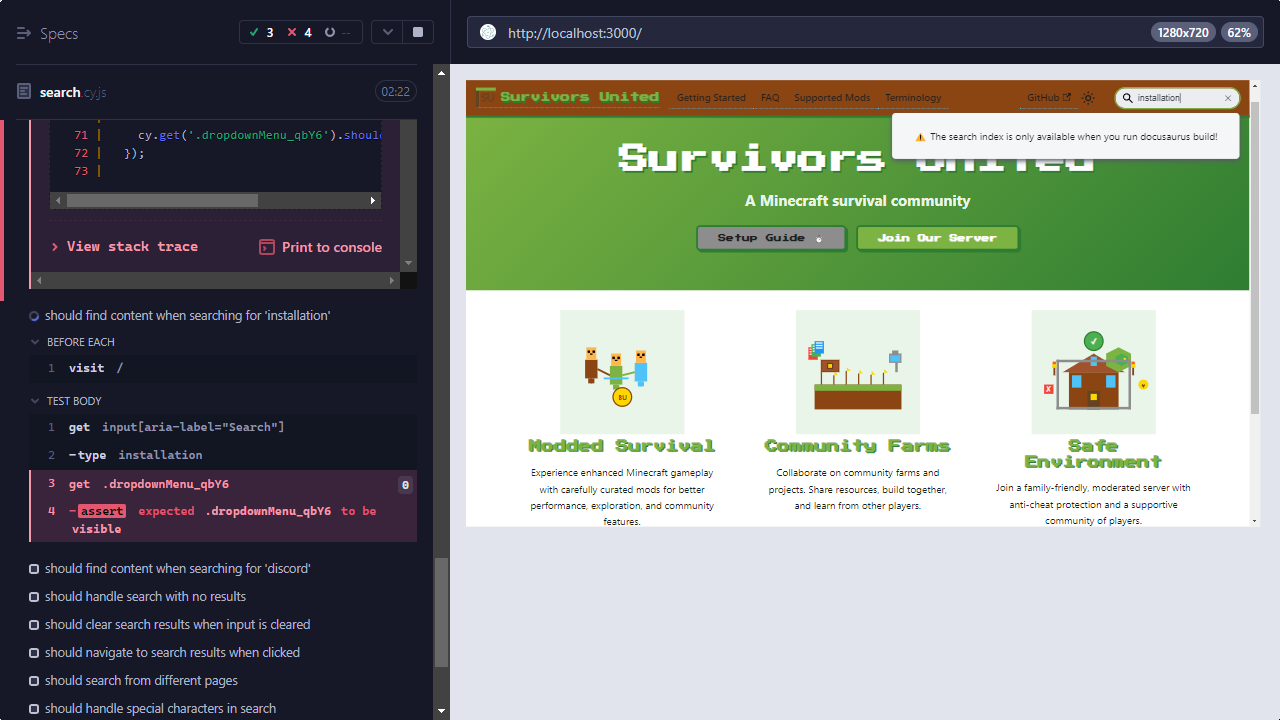 Specs
3
4
--
search.cy.js
02:22
71 | cy.get('.dropdownMenu_qbY6').should
72 | });
73 |
View stack trace
Print to console
should find content when searching for 'installation'
BEFORE EACH
1 visit /
TEST BODY
1 get input[aria-label="Search"]
2 -type installation
3 get .dropdownMenu_qbY6 0
4 -assert expected .dropdownMenu_qbY6 to be
visible
should find content when searching for 'discord'
should handle search with no results
should clear search results when input is cleared
should navigate to search results when clicked
should search from different pages
should handle special characters in search
http://localhost:3000/
1280x720
62%
Survivors United
Getting Started
FAQ
Supported Mods
Terminology
GitHub
installation
The search index is only available when you run docusaurus build!
Survivors United
A Minecraft survival community
Setup Guide
Join Our Server
SU
Modded Survival
Experience enhanced Minecraft gameplay
with carefully curated mods for better
performance, exploration, and community
features.
Community Farms
Collaborate on community farms and
projects. Share resources, build together,
and learn from other players.
Safe
Environment
Join a family-friendly, moderated server with
anti-cheat protection and a supportive
community of players.